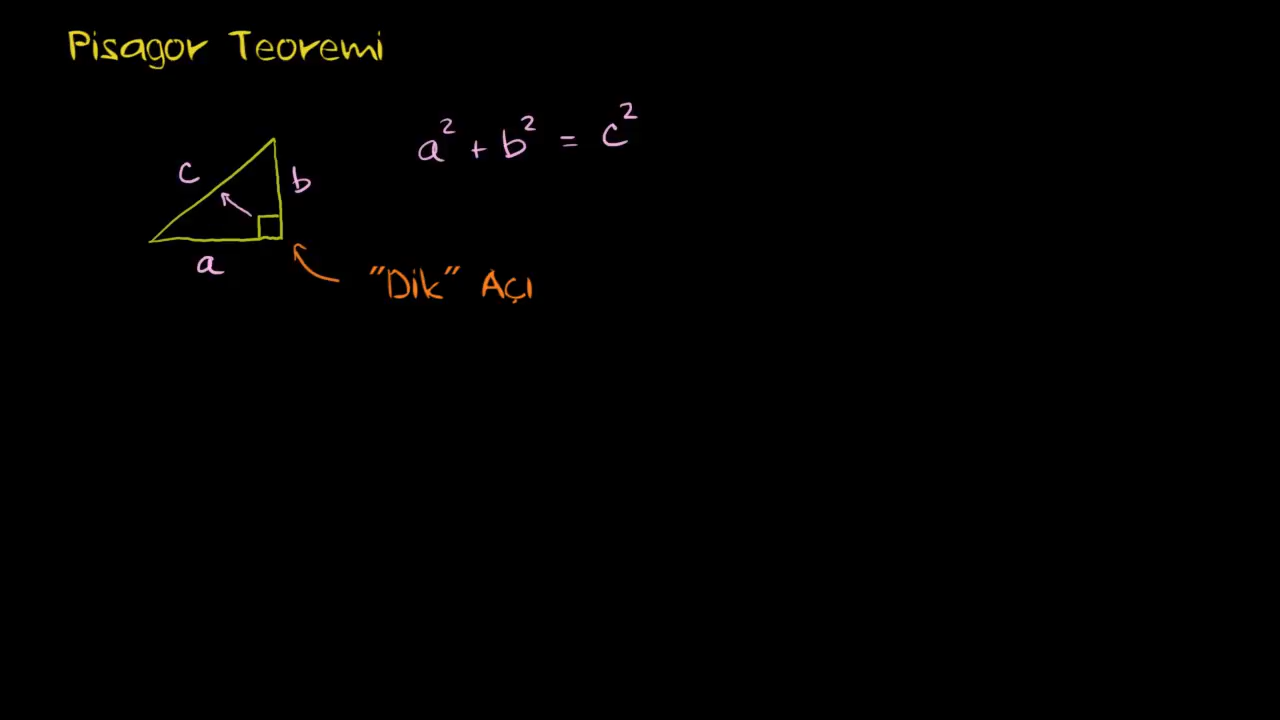 Pisagor Teoremi
a² + b² = c²
c
b
a
"Dik" Açı